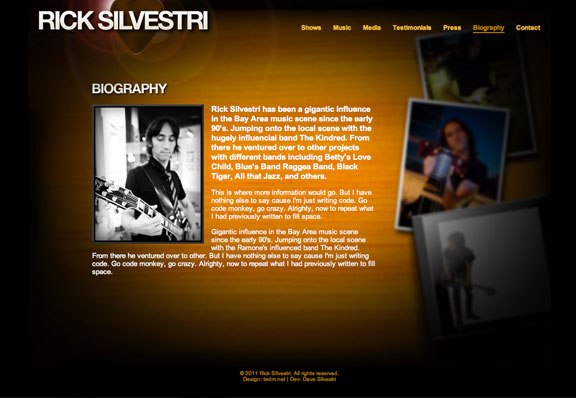 RICK SILVESTRI
Shows Music Media Testimonials Press Biography Contact
BIOGRAPHY
Rick Silvestri has been a gigantic influence
in the Bay Area music scene since the early
90's. Jumping onto the local scene with the
hugely influencial band The Kindred. From
there he ventured over to other projects
with different bands including Betty's Love
Child, Blue's Band Reggea Band, Black
Tiger, All that Jazz, and others.
This is where more information would go. But I have
nothing else to say cause I'm just writing code. Go
code monkey, go crazy. Alrighty, now to repeat what
I had previously written to fill space.
Gigantic influence in the Bay Area music scene
since the early 90's. Jumping onto the local scene
with the Ramone's influenced band The Kindred.
From there he ventured over to other. But I have nothing else to say cause I'm just writing
code. Go code monkey, go crazy. Alrighty, now to repeat what I had previously written to fill
space.
© 2011 Rick Silvestri. All rights reserved.
Design: tedm.net | Dev: Dave Silvestri